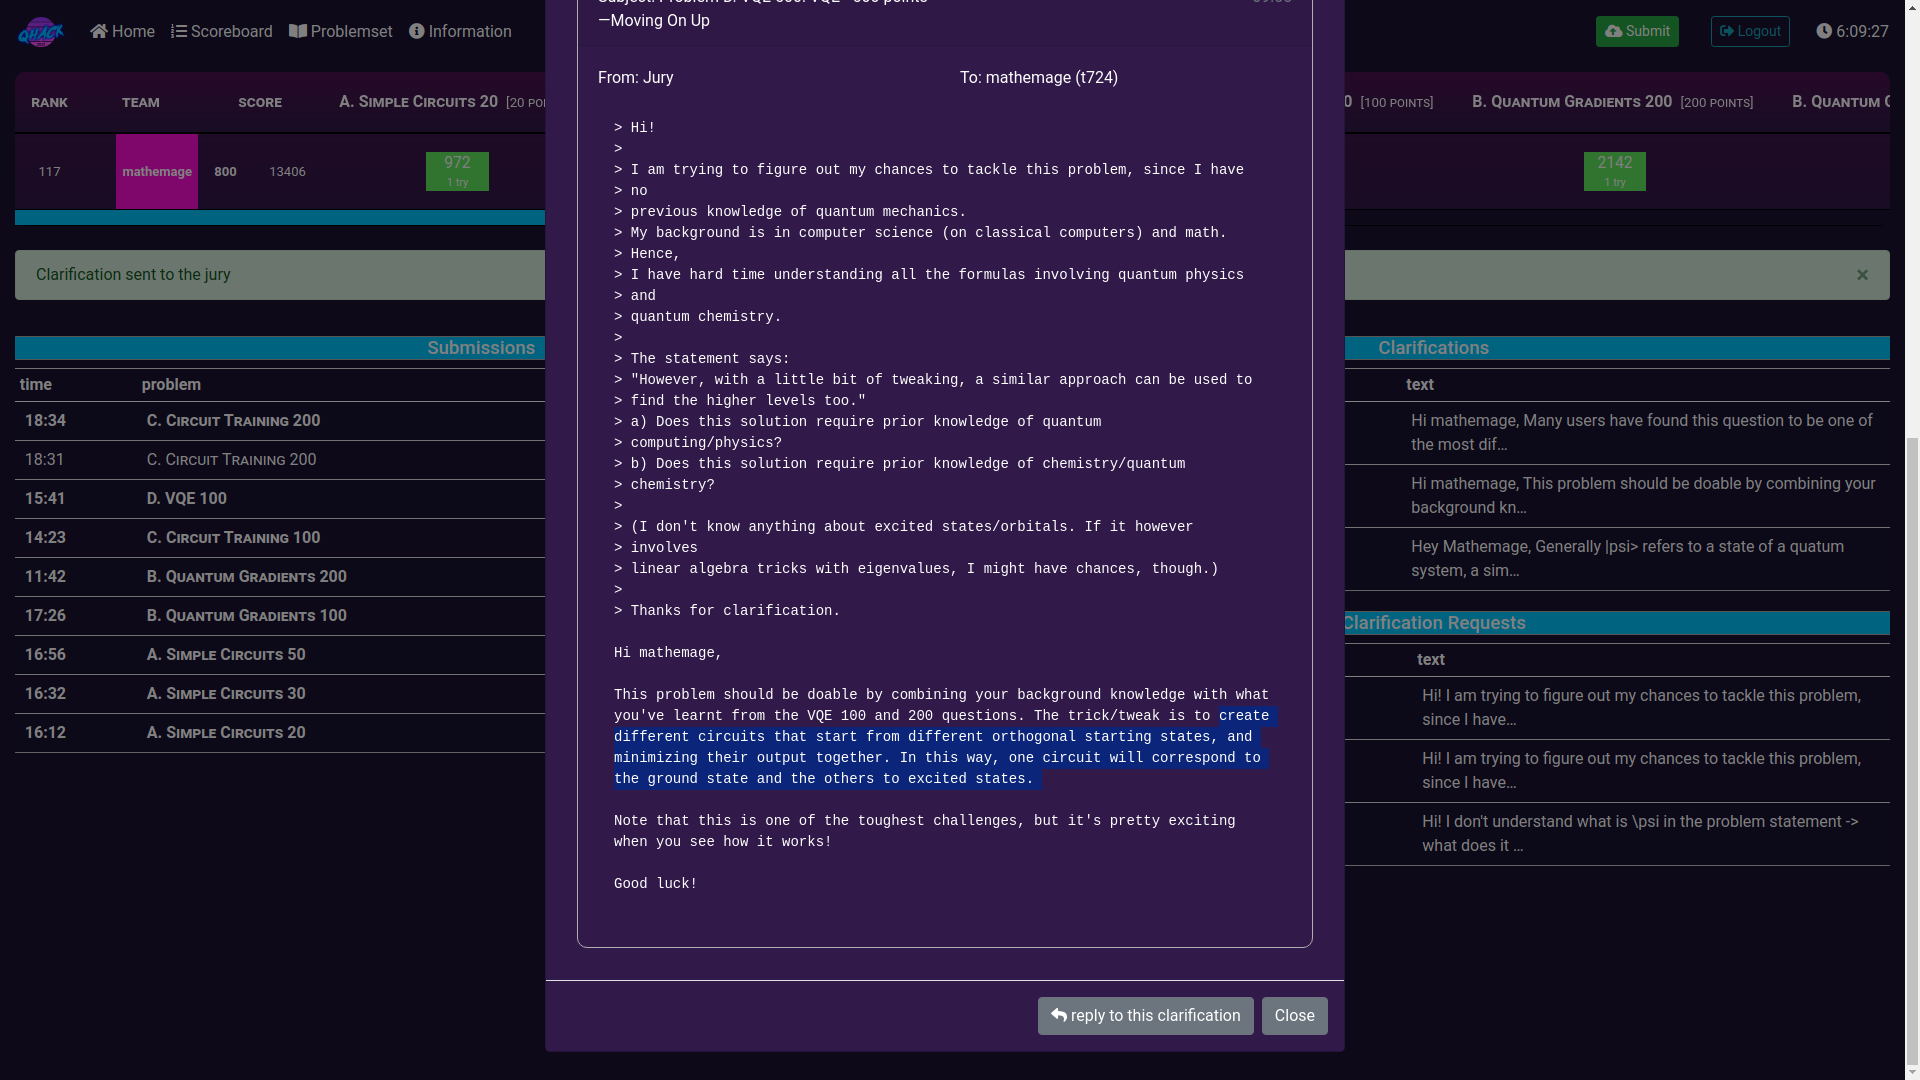 QHACK
Home
Scoreboard
Problemset
Information
Submit
Logout
6:09:27
RANK
TEAM
SCORE
A. SIMPLE CIRCUITS 20 [20 POI
0 [100 POINTS]
B. QUANTUM GRADIENTS 200 [200 POINTS]
B. QUANTUM G
117
mathemage
800
13406
972
1 try
2142
1 try
Clarification sent to the jury
×
Submissions
time
problem
18:34 C. CIRCUIT TRAINING 200
18:31 C. CIRCUIT TRAINING 200
15:41 D. VQE 100
14:23 C. CIRCUIT TRAINING 100
11:42 B. QUANTUM GRADIENTS 200
17:26 B. QUANTUM GRADIENTS 100
16:56 A. SIMPLE CIRCUITS 50
16:32 A. SIMPLE CIRCUITS 30
16:12 A. SIMPLE CIRCUITS 20
—Moving On Up
From: Jury
To: mathemage (t724)
> Hi!
>
> I am trying to figure out my chances to tackle this problem, since I have
> no
> previous knowledge of quantum mechanics.
> My background is in computer science (on classical computers) and math.
> Hence,
> I have hard time understanding all the formulas involving quantum physics
> and
> quantum chemistry.
>
> The statement says:
> "However, with a little bit of tweaking, a similar approach can be used to
> find the higher levels too."
> a) Does this solution require prior knowledge of quantum
> computing/physics?
> b) Does this solution require prior knowledge of chemistry/quantum
> chemistry?
>
> (I don't know anything about excited states/orbitals. If it however
> involves
> linear algebra tricks with eigenvalues, I might have chances, though.)
>
> Thanks for clarification.
Hi mathemage,
This problem should be doable by combining your background knowledge with what
you've learnt from the VQE 100 and 200 questions. The trick/tweak is to create
different circuits that start from different orthogonal starting states, and
minimizing their output together. In this way, one circuit will correspond to
the ground state and the others to excited states.
Note that this is one of the toughest challenges, but it's pretty exciting
when you see how it works!
Good luck!
reply to this clarification
Close
Clarifications
text
Hi mathemage, Many users have found this question to be one of
the most dif…
Hi mathemage, This problem should be doable by combining your
background kn…
Hey Mathemage, Generally |psi> refers to a state of a quatum
system, a sim…
Clarification Requests
text
Hi! I am trying to figure out my chances to tackle this problem,
since I have…
Hi! I am trying to figure out my chances to tackle this problem,
since I have…
Hi! I don't understand what is \psi in the problem statement ->
what does it …